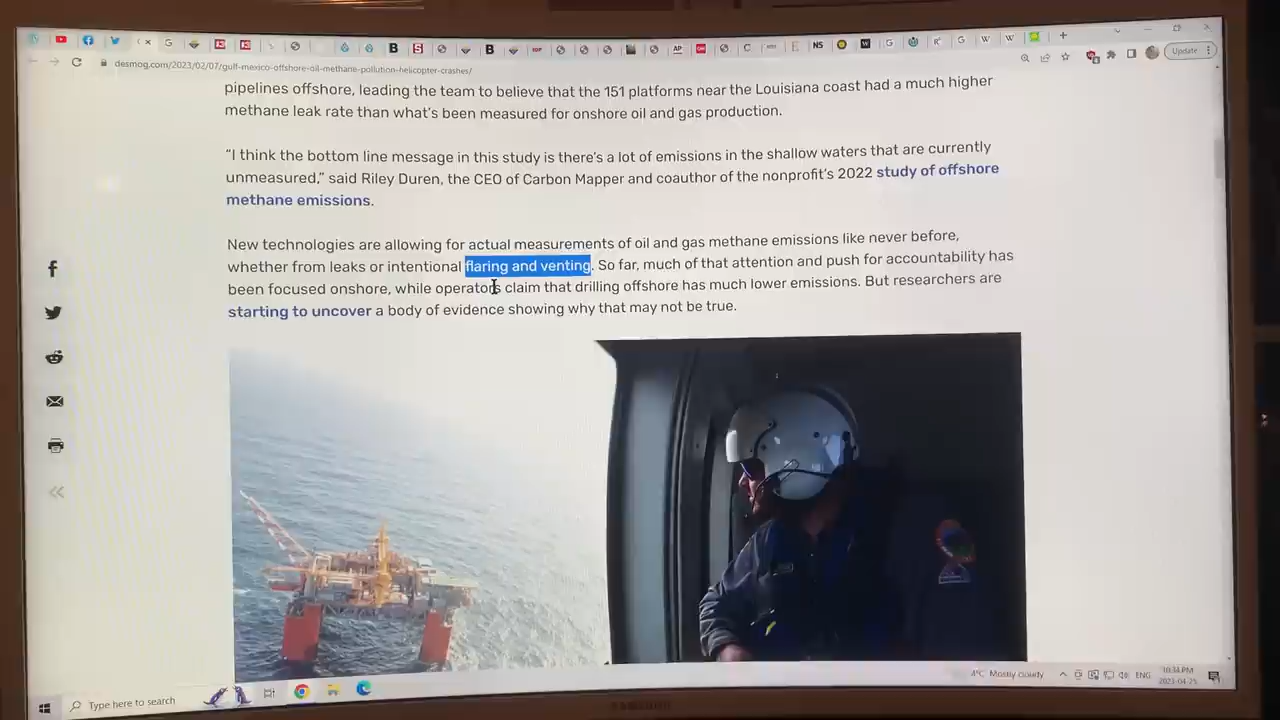 desmog.com/2023/02/07/gulf-mexico-offshore-oil-methane-pollution-helicopter-crashes/
Update
pipelines offshore, leading the team to believe that the 151 platforms near the Louisiana coast had a much higher
methane leak rate than what's been measured for onshore oil and gas production.
“I think the bottom line message in this study is there's a lot of emissions in the shallow waters that are currently
unmeasured,” said Riley Duren, the CEO of Carbon Mapper and coauthor of the nonprofit's 2022 study of offshore
methane emissions.
New technologies are allowing for actual measurements of oil and gas methane emissions like never before,
whether from leaks or intentional flaring and venting. So far, much of that attention and push for accountability has
been focused onshore, while operators claim that drilling offshore has much lower emissions. But researchers are
starting to uncover a body of evidence showing why that may not be true.
Type here to search
4°C Mostly cloudy
ENG
10:34 PM
2023-04-25
SAMSUNG